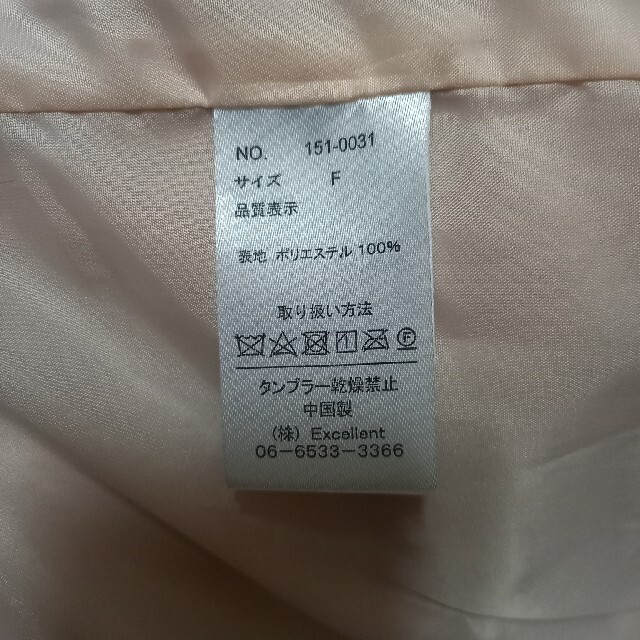 NO. 151-0031
サイズ F
品質表示
表地 ポリエステル 100%
取り扱い方法
F
タンブラー乾燥禁止
中国製
(株) Excellent
06-6533-3366